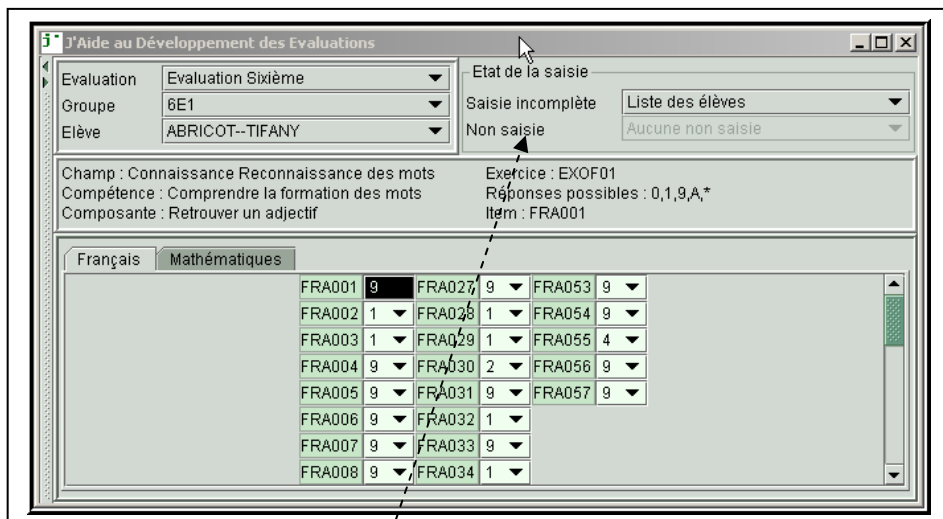 J'Aide au Développement des Evaluations
Evaluation Evaluation Sixième
Groupe 6E1
Elève ABRICOT--TIFANY
Etat de la saisie
Saisie incomplète Liste des élèves
Non saisie Aucune non saisie
Champ : Connaissance Reconnaissance des mots
Compétence : Comprendre la formation des mots
Composante : Retrouver un adjectif
Exercice : EXOF01
Réponses possibles : 0,1,9,A,*
Item : FRA001
Français Mathématiques
FRA001 9 FRA027 9 FRA053 9
FRA002 1 FRA028 1 FRA054 9
FRA003 1 FRA029 1 FRA055 4
FRA004 9 FRA030 2 FRA056 9
FRA005 9 FRA031 9 FRA057 9
FRA006 9 FRA032 1
FRA007 9 FRA033 9
FRA008 9 FRA034 1